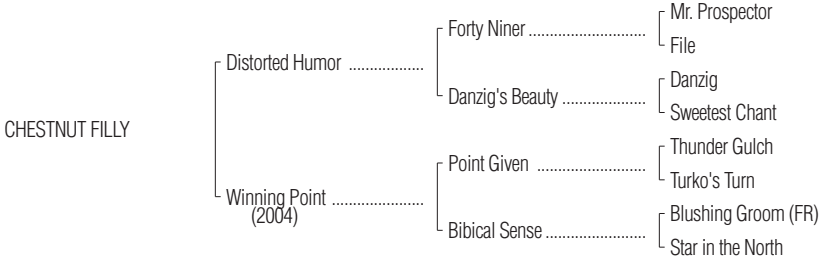 Mr. Prospector
Forty Niner ............................
File
Distorted Humor ..................
Danzig
Danzig's Beauty ....................
Sweetest Chant
CHESTNUT FILLY
Thunder Gulch
Point Given ..........................
Turko's Turn
Winning Point ......................
(2004)
Blushing Groom (FR)
Bibical Sense ........................
Star in the North